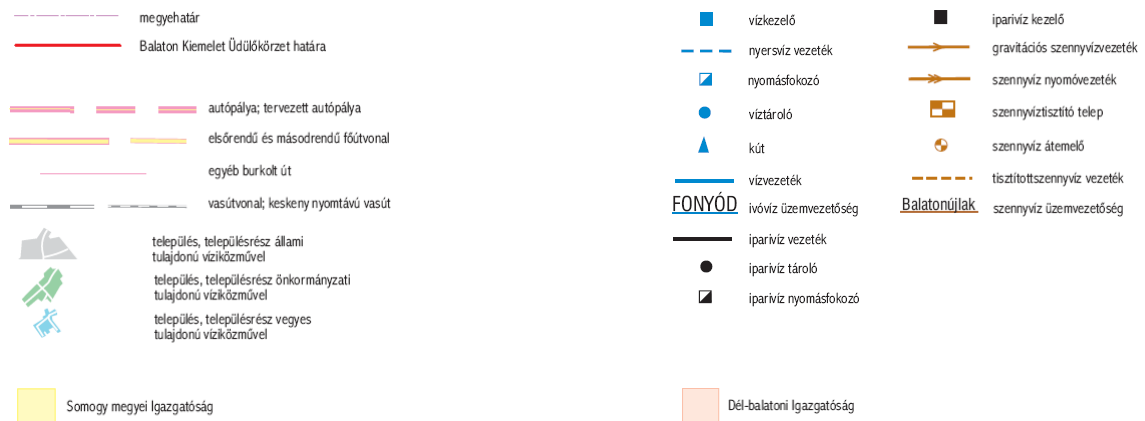 megyehatár
Balaton Kiemelet Üdülőkörzet határa
autópálya; tervezett autópálya
elsőrendű és másodrendű főútvonal
egyéb burkolt út
vasútvonal; keskeny nyomtávú vasút
település, településrész állami
tulajdonú víziközművel
település, településrész önkormányzati
tulajdonú víziközművel
település, településrész vegyes
tulajdonú víziközművel
Somogy megyei Igazgatóság
vízkezelő
nyersvíz vezeték
nyomásfokozó
víztároló
kút
vízvezeték
FONYÓD ivóvíz üzemvezetőség
iparivíz vezeték
iparivíz tároló
iparivíz nyomásfokozó
iparivíz kezelő
gravitációs szennyvízvezeték
szennyvíz nyomóvezeték
szennyvíztisztító telep
szennyvíz átemelő
tisztítottszennyvíz vezeték
Balatonújlak szennyvíz üzemvezetőség
Dél-balatoni Igazgatóság